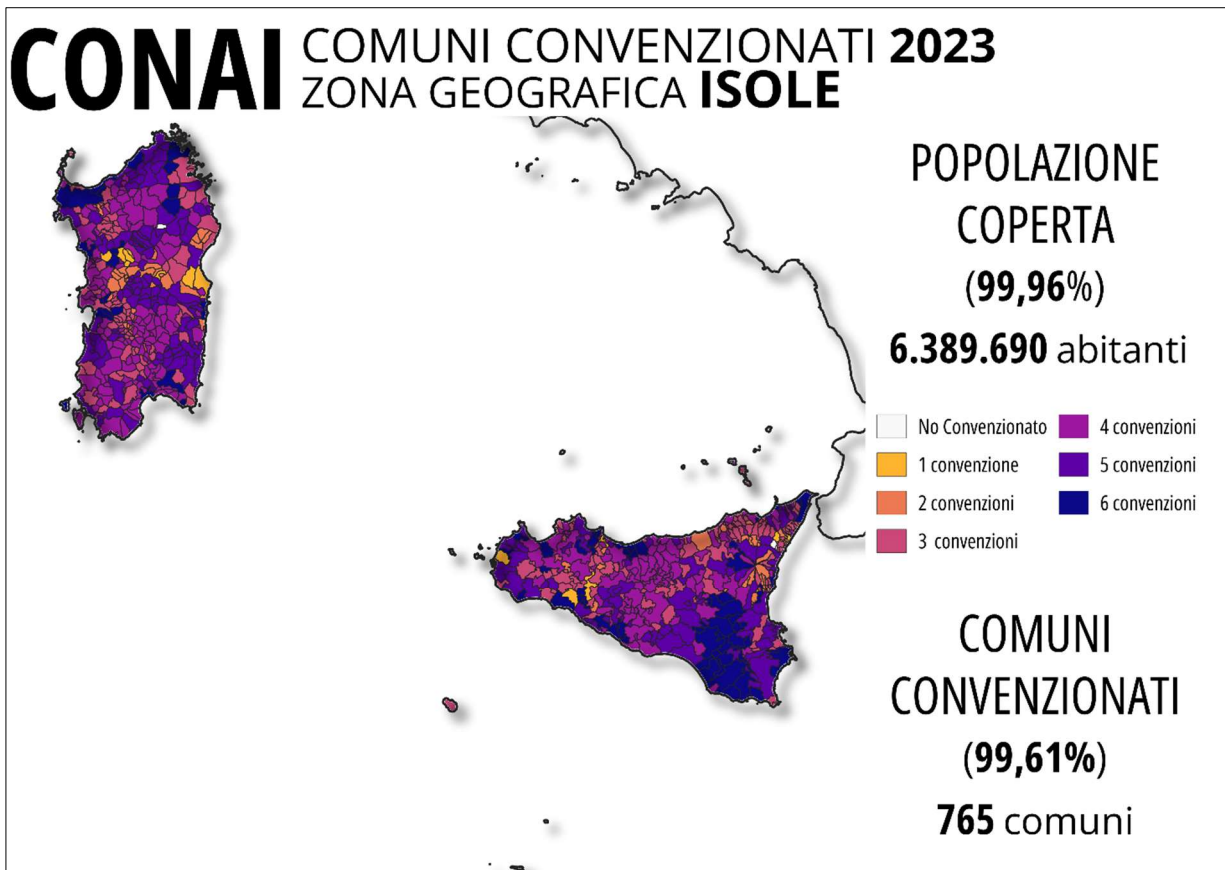 CONAI
COMUNI CONVENZIONATI 2023
ZONA GEOGRAFICA ISOLE
POPOLAZIONE
COPERTA
(99,96%)
6.389.690 abitanti
No Convenzionato
1 convenzione
2 convenzioni
3 convenzioni
4 convenzioni
5 convenzioni
6 convenzioni
COMUNI
CONVENZIONATI
(99,61%)
765 comuni